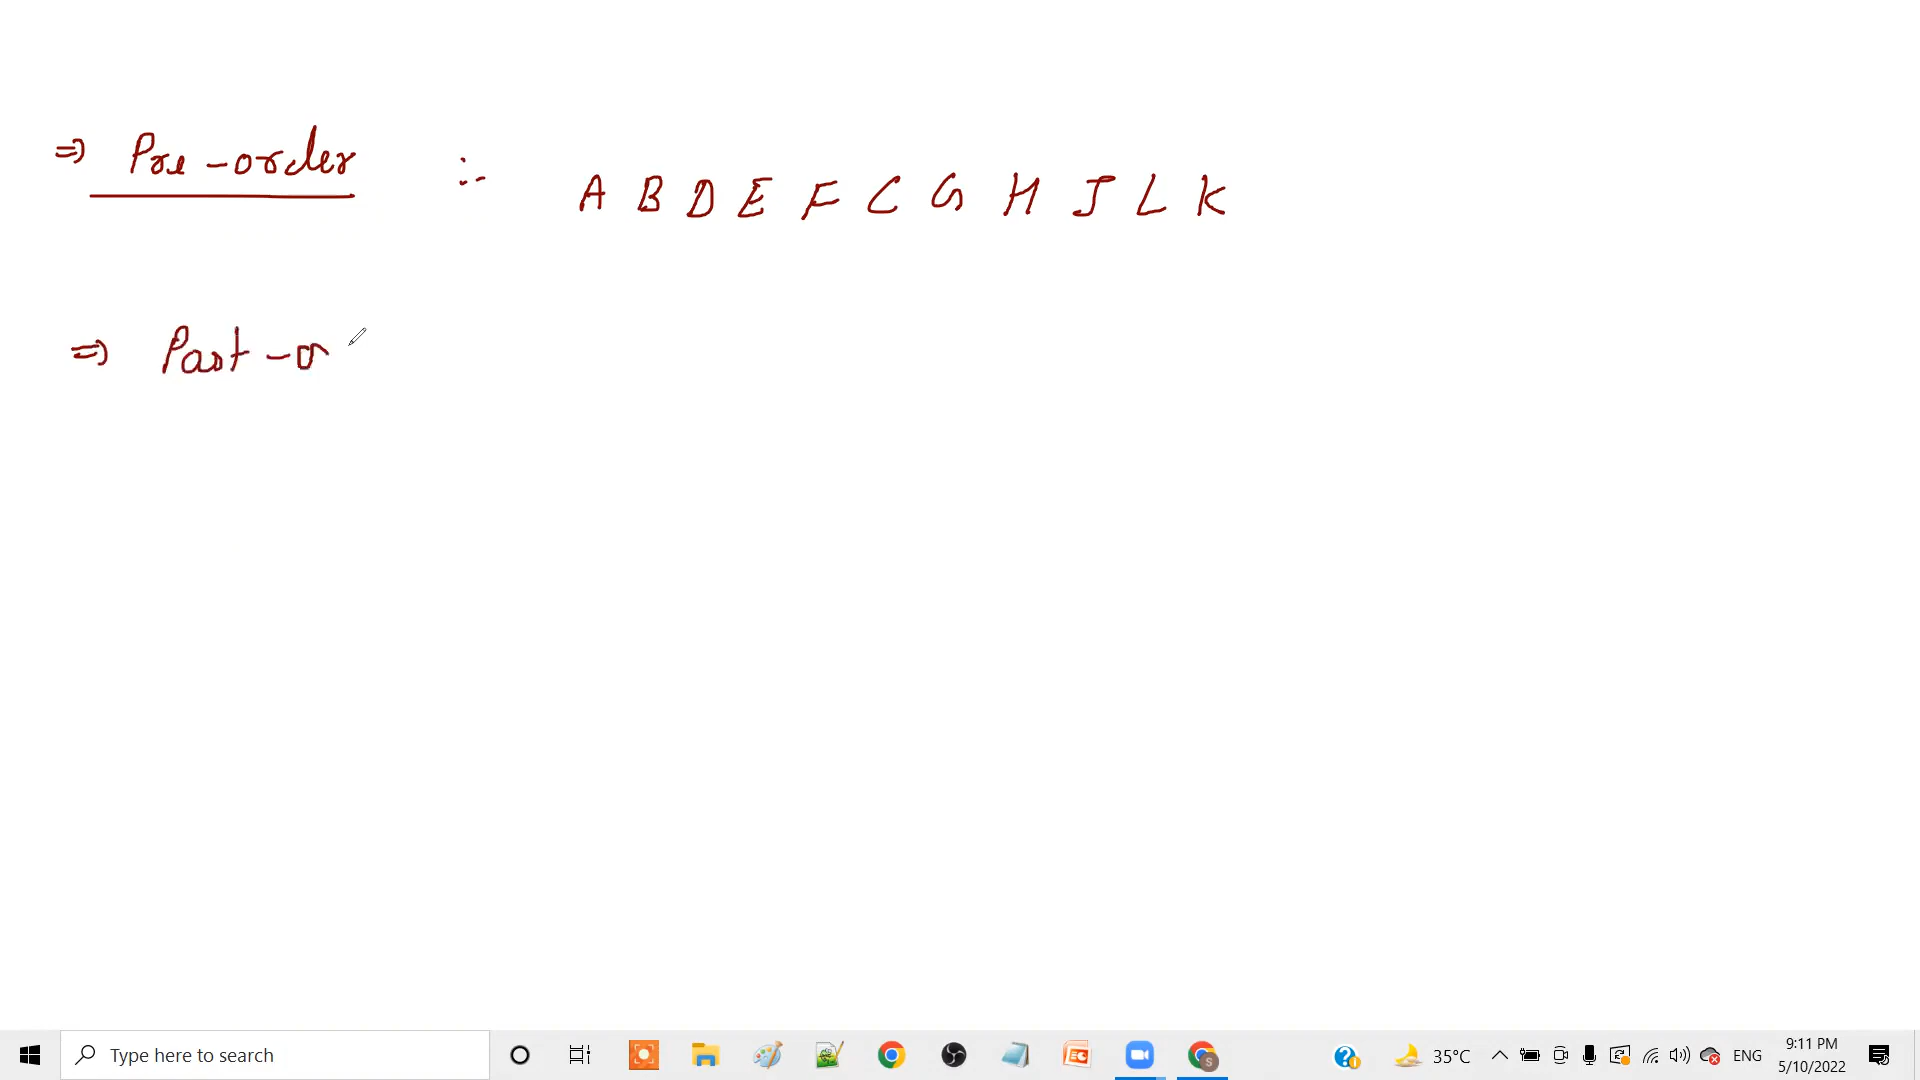 ⇒ Pre-order :- A B D E F C G H J L K
⇒ Post-or
Type here to search
35°C
ENG
9:11 PM
5/10/2022